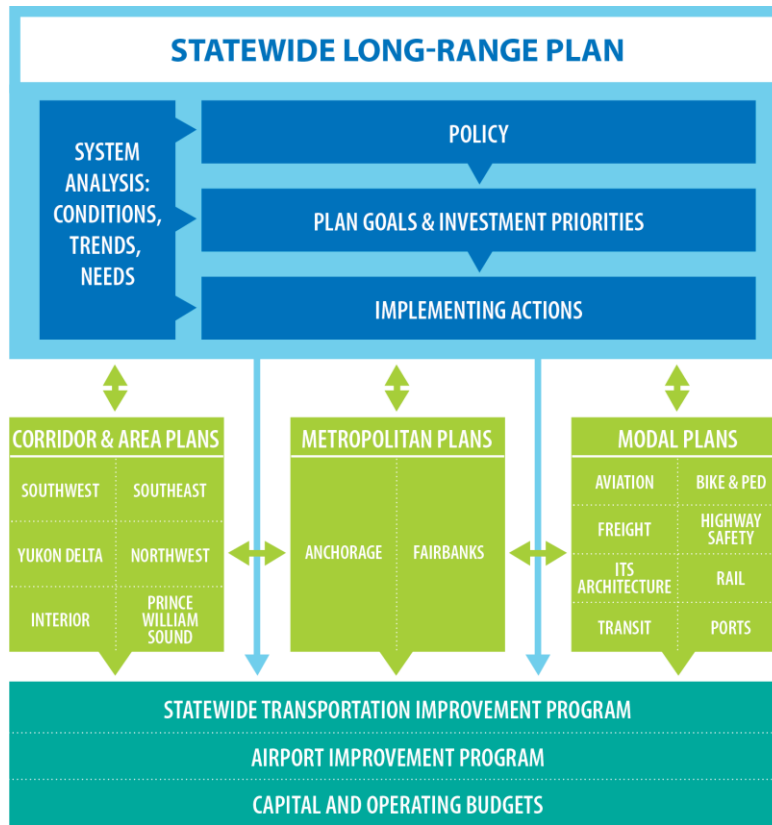 STATEWIDE LONG-RANGE PLAN
SYSTEM
ANALYSIS:
CONDITIONS,
TRENDS,
NEEDS
POLICY
PLAN GOALS & INVESTMENT PRIORITIES
IMPLEMENTING ACTIONS
CORRIDOR & AREA PLANS
SOUTHWEST
SOUTHEAST
YUKON DELTA
NORTHWEST
INTERIOR
PRINCE
WILLIAM
SOUND
METROPOLITAN PLANS
ANCHORAGE
FAIRBANKS
MODAL PLANS
AVIATION
BIKE & PED
FREIGHT
HIGHWAY
SAFETY
ITS
ARCHITECTURE
RAIL
TRANSIT
PORTS
STATEWIDE TRANSPORTATION IMPROVEMENT PROGRAM
AIRPORT IMPROVEMENT PROGRAM
CAPITAL AND OPERATING BUDGETS